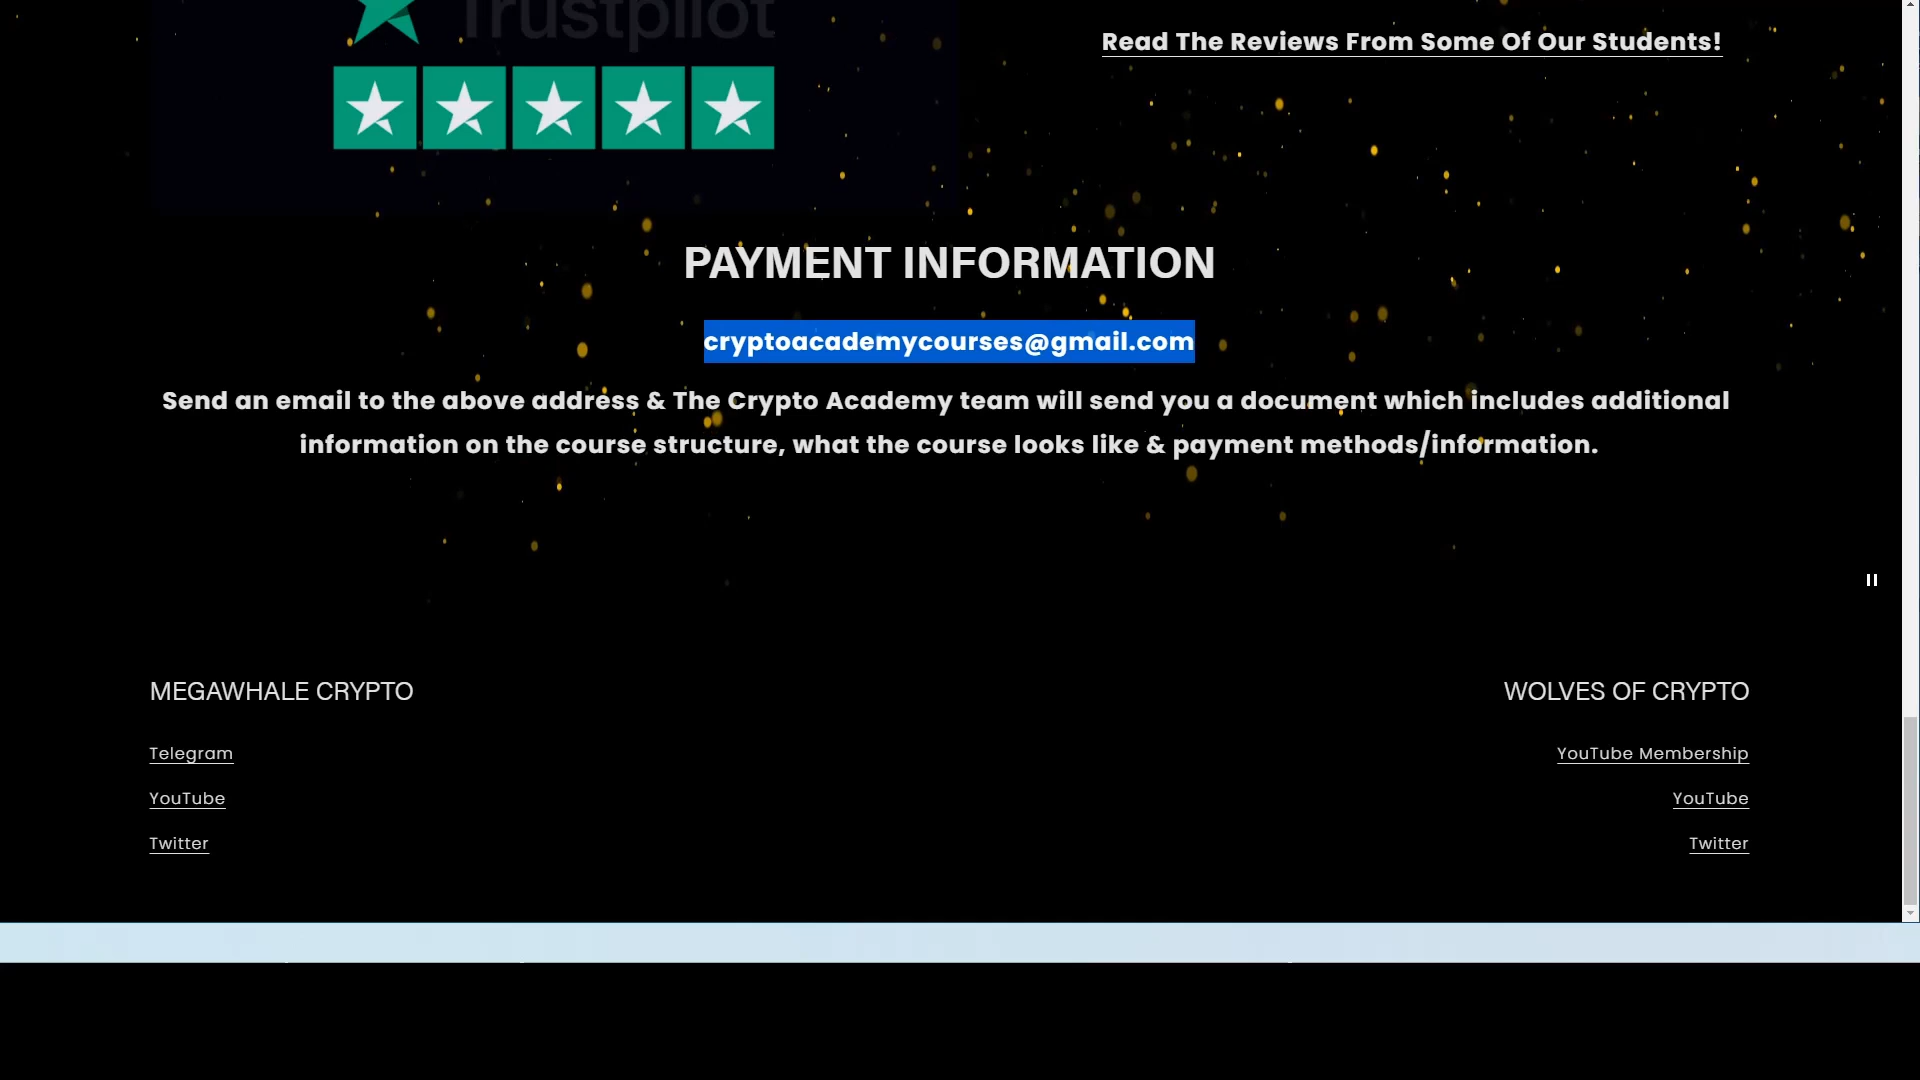 Trustpilot
Read The Reviews From Some Of Our Students!
PAYMENT INFORMATION
cryptoacademycourses@gmail.com
Send an email to the above address & The Crypto Academy team will send you a document which includes additional
information on the course structure, what the course looks like & payment methods/information.
MEGAWHALE CRYPTO
WOLVES OF CRYPTO
Telegram
YouTube Membership
YouTube
YouTube
Twitter
Twitter